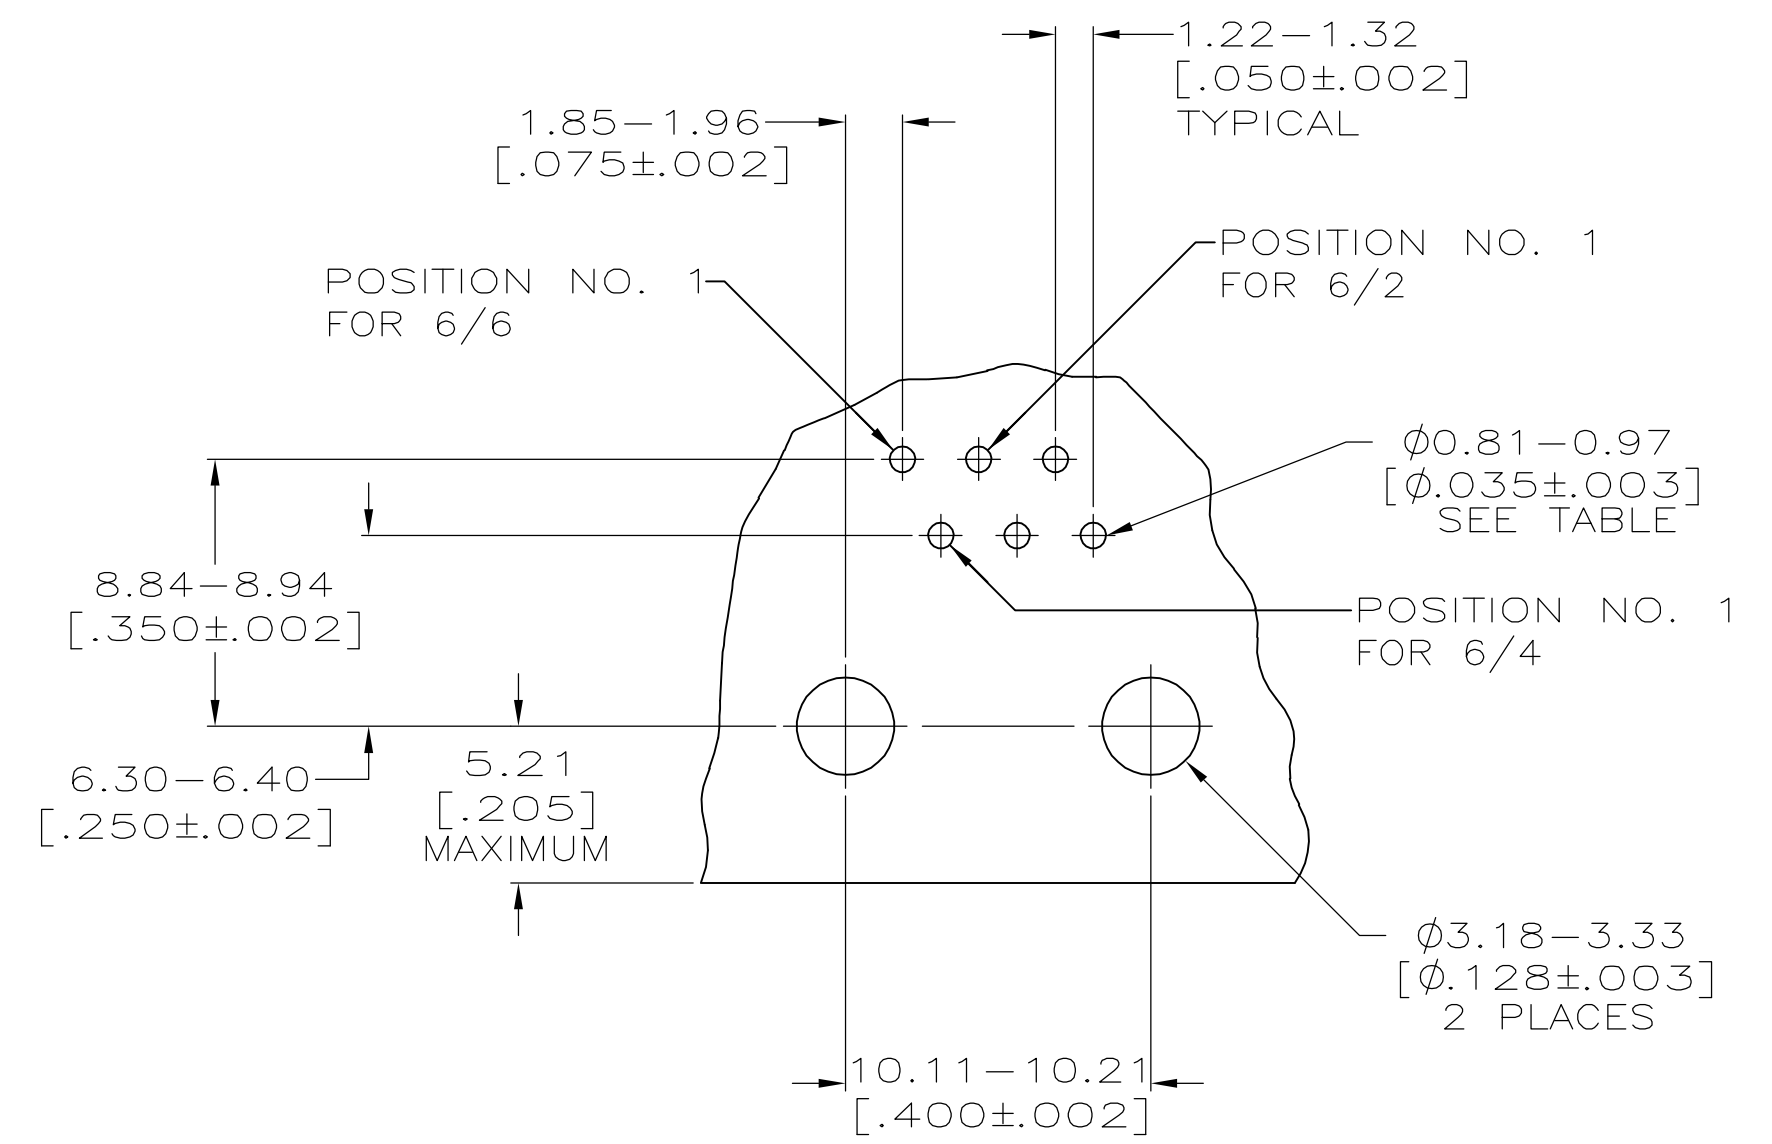 1.22–1.32
[.050±.002]
TYPICAL
1.85–1.96
[.075±.002]
POSITION NO. 1
FOR 6/2
POSITION NO. 1
FOR 6/6
Ø0.81–0.97
[Ø.035±.003]
SEE TABLE
8.84–8.94
[.350±.002]
POSITION NO. 1
FOR 6/4
6.30–6.40
[.250±.002]
5.21
[.205]
MAXIMUM
Ø3.18–3.33
[Ø.128±.003]
2 PLACES
10.11–10.21
[.400±.002]